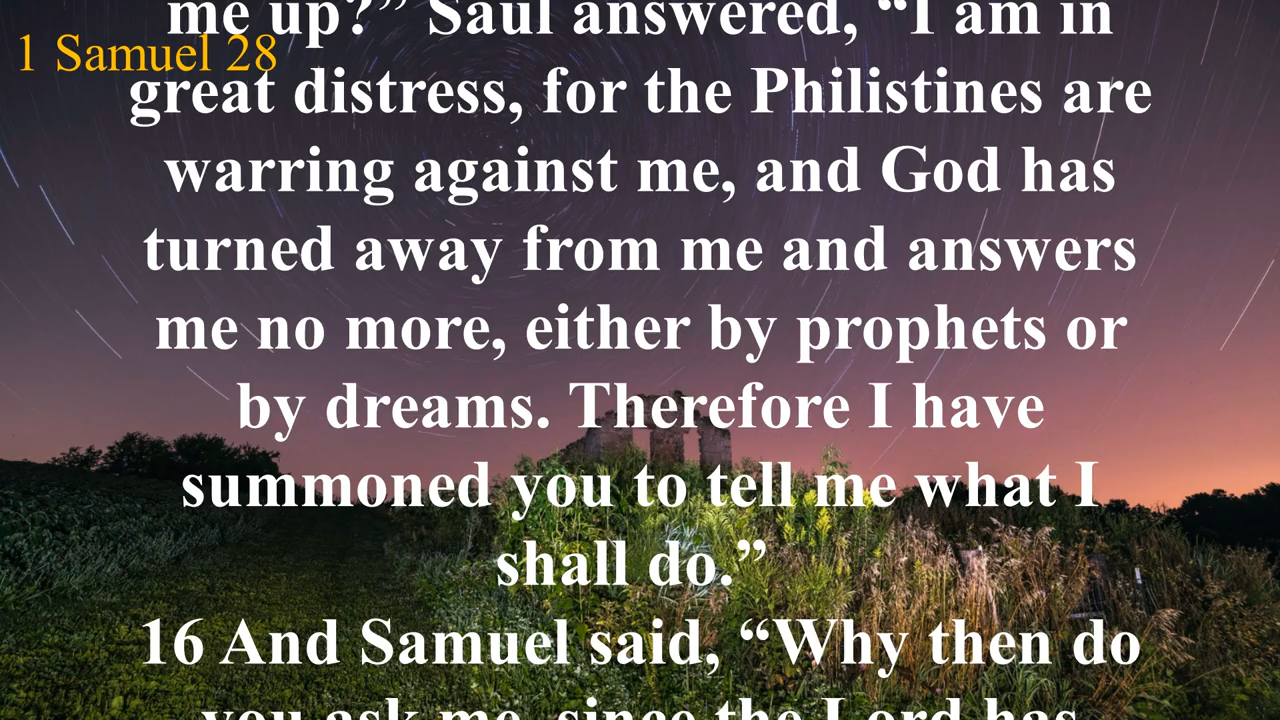 1 Samuel 28
me up?” Saul answered, “I am in
great distress, for the Philistines are
warring against me, and God has
turned away from me and answers
me no more, either by prophets or
by dreams. Therefore I have
summoned you to tell me what I
shall do.”
16 And Samuel said, “Why then do
you ask me, since the Lord has